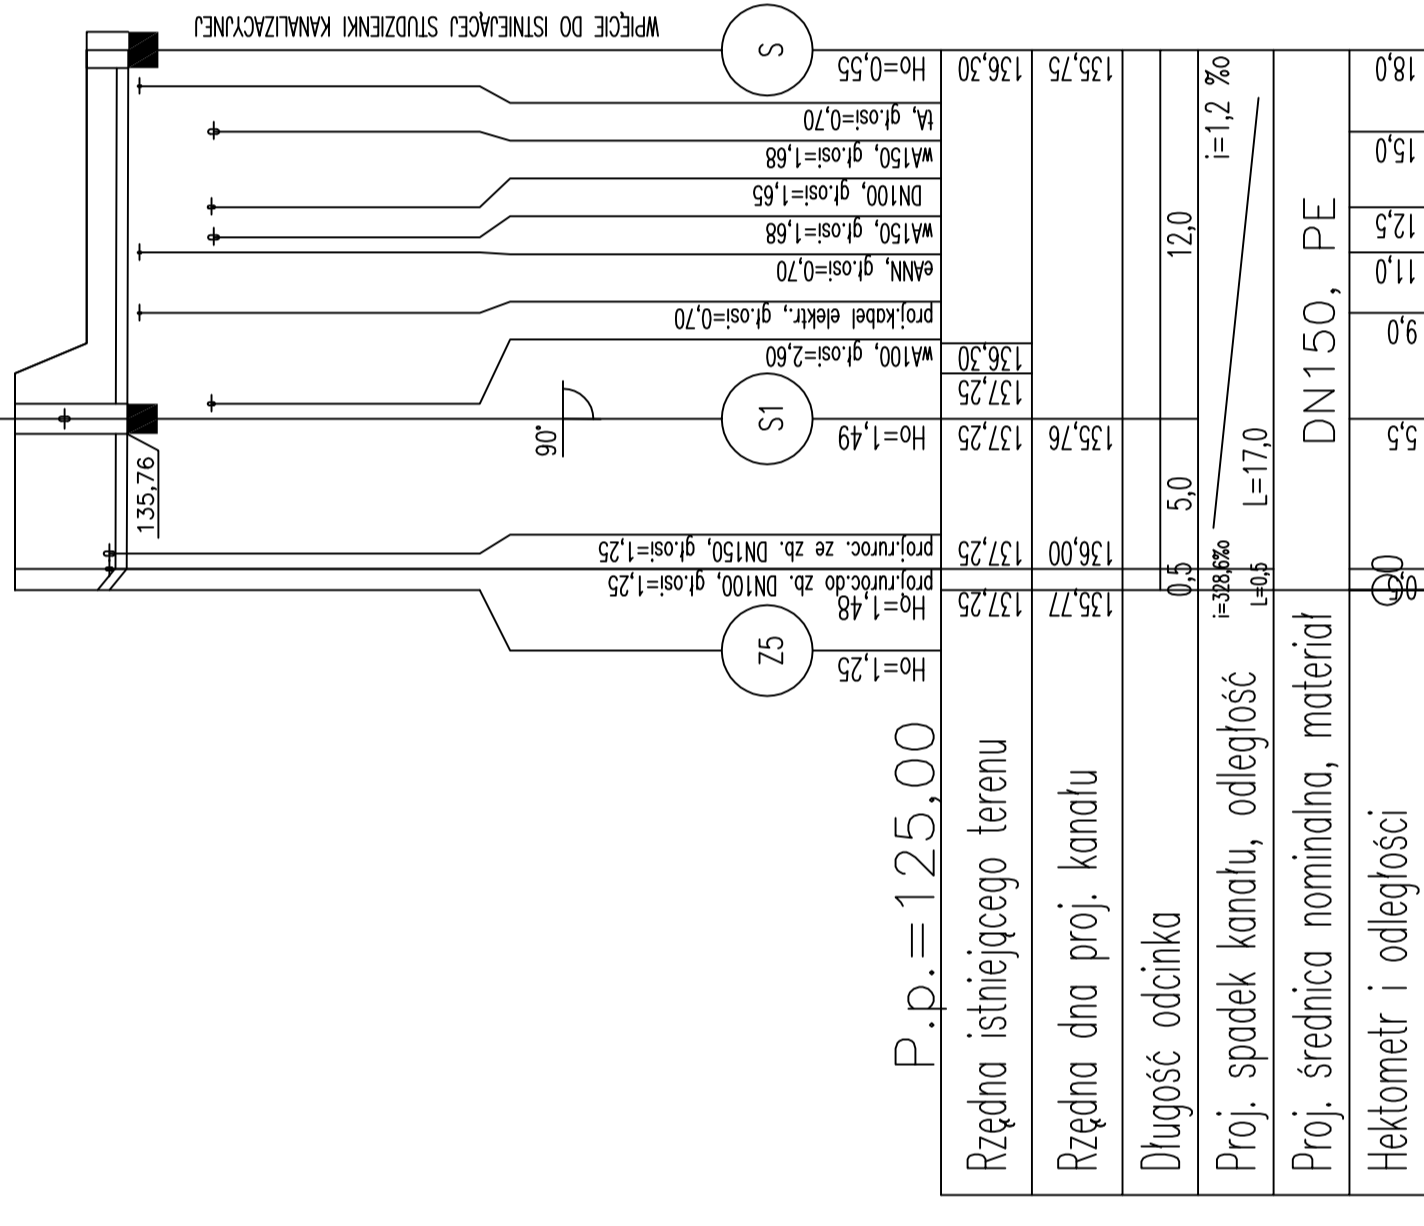 WPIĘCIE DO ISTNIEJĄCEJ STUDZIENKI KANALIZACYJNEJ
135,76
90°
Z5
S1
S
Ho=1,25
Ho=1,48
proj.ruroc.do zb. DN100, gł.osi=1,25
proj.ruroc. ze zb. DN150, gł.osi=1,25
Ho=1,49
wA100, gł.osi=2,60
proj.kabel elektr., gł.osi=0,70
eANN, gł.osi=0,70
wA150, gł.osi=1,68
DN100, gł.osi=1,65
wA150, gł.osi=1,68
tA, gł.osi=0,70
Ho=0,55
P.p.=125,00
Rzędna istniejącego terenu
137,25
137,25
137,25
137,25
136,30
136,30
Rzędna dna proj. kanału
135,77
136,00
135,76
135,75
Długość odcinka
0,5
5,0
12,0
Proj. spadek kanału, odległość
i=328,6‰
L=0,5
L=17,0
i=1,2 ‰
Proj. średnica nominalna, materiał
DN150, PE
Hektometr i odległości
5,5
9,0
11,0
12,5
15,0
18,0